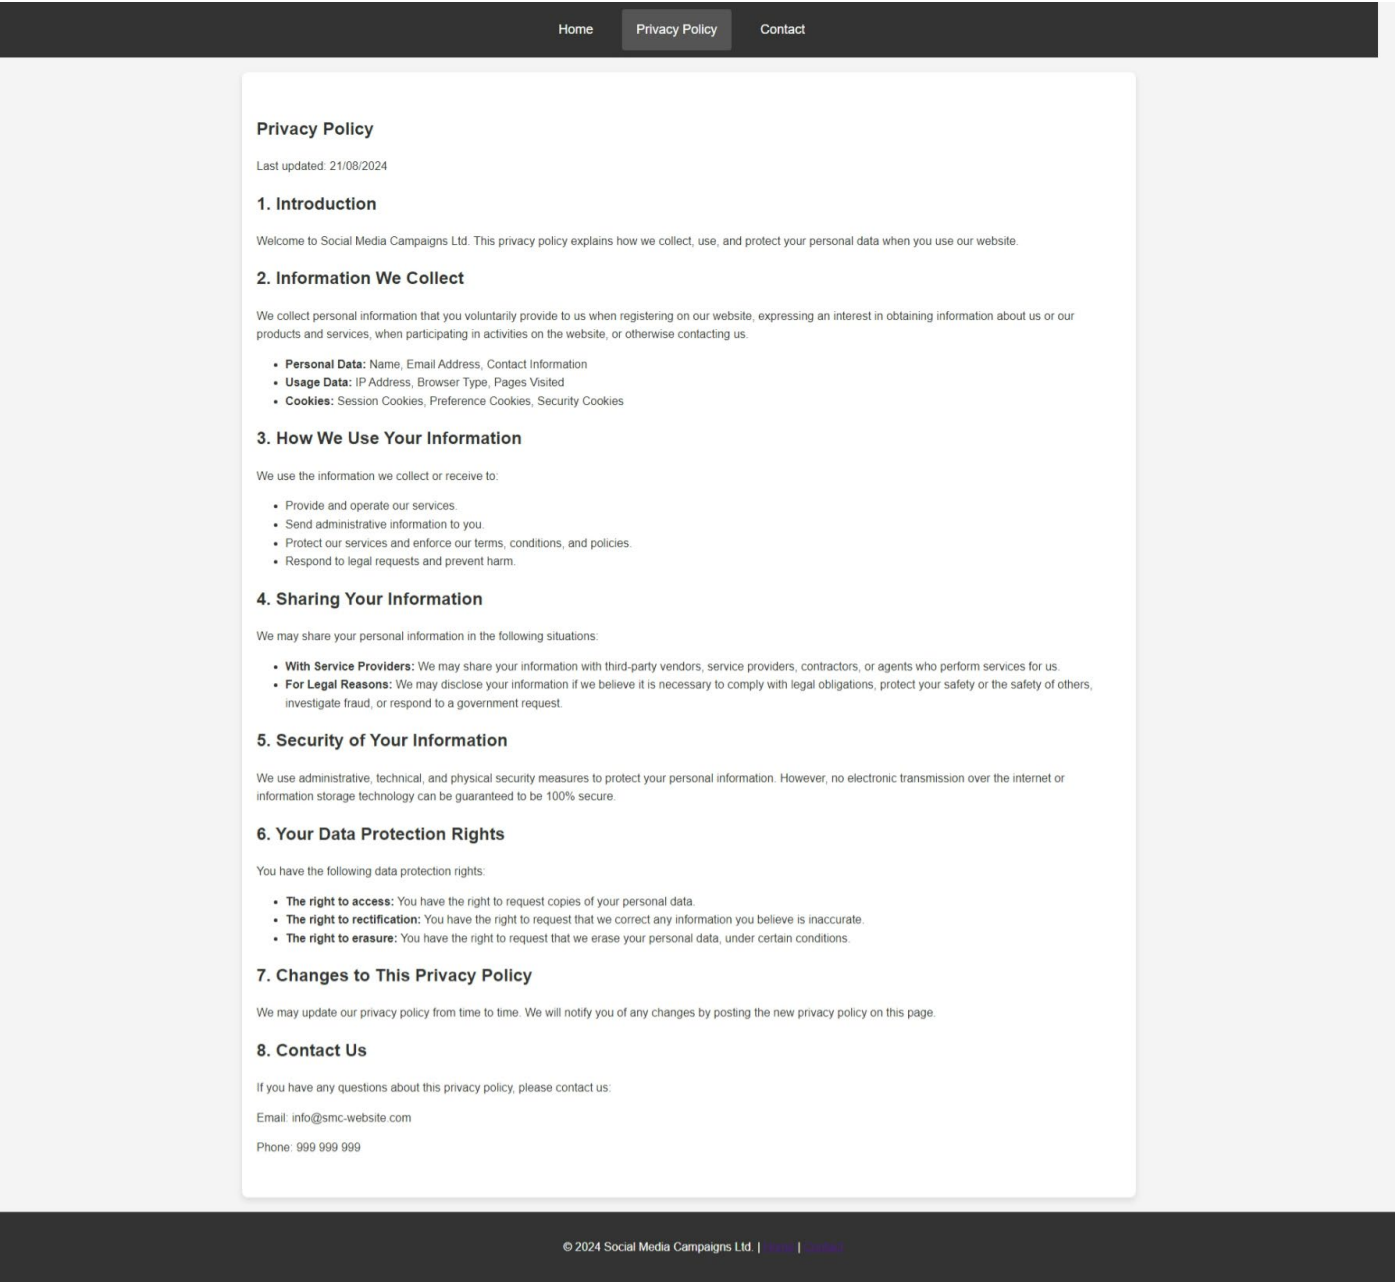 Home
Privacy Policy
Contact
Privacy Policy
Last updated: 21/08/2024
1. Introduction
Welcome to Social Media Campaigns Ltd. This privacy policy explains how we collect, use, and protect your personal data when you use our website.
2. Information We Collect
We collect personal information that you voluntarily provide to us when registering on our website, expressing an interest in obtaining information about us or our
products and services, when participating in activities on the website, or otherwise contacting us.
• Personal Data: Name, Email Address, Contact Information
• Usage Data: IP Address, Browser Type, Pages Visited
• Cookies: Session Cookies, Preference Cookies, Security Cookies
3. How We Use Your Information
We use the information we collect or receive to:
• Provide and operate our services.
• Send administrative information to you.
• Protect our services and enforce our terms, conditions, and policies.
• Respond to legal requests and prevent harm.
4. Sharing Your Information
We may share your personal information in the following situations:
• With Service Providers: We may share your information with third-party vendors, service providers, contractors, or agents who perform services for us.
• For Legal Reasons: We may disclose your information if we believe it is necessary to comply with legal obligations, protect your safety or the safety of others,
investigate fraud, or respond to a government request.
5. Security of Your Information
We use administrative, technical, and physical security measures to protect your personal information. However, no electronic transmission over the internet or
information storage technology can be guaranteed to be 100% secure.
6. Your Data Protection Rights
You have the following data protection rights:
• The right to access: You have the right to request copies of your personal data.
• The right to rectification: You have the right to request that we correct any information you believe is inaccurate.
• The right to erasure: You have the right to request that we erase your personal data, under certain conditions.
7. Changes to This Privacy Policy
We may update our privacy policy from time to time. We will notify you of any changes by posting the new privacy policy on this page.
8. Contact Us
If you have any questions about this privacy policy, please contact us:
Email: info@smc-website.com
Phone: 999 999 999
© 2024 Social Media Campaigns Ltd. | |